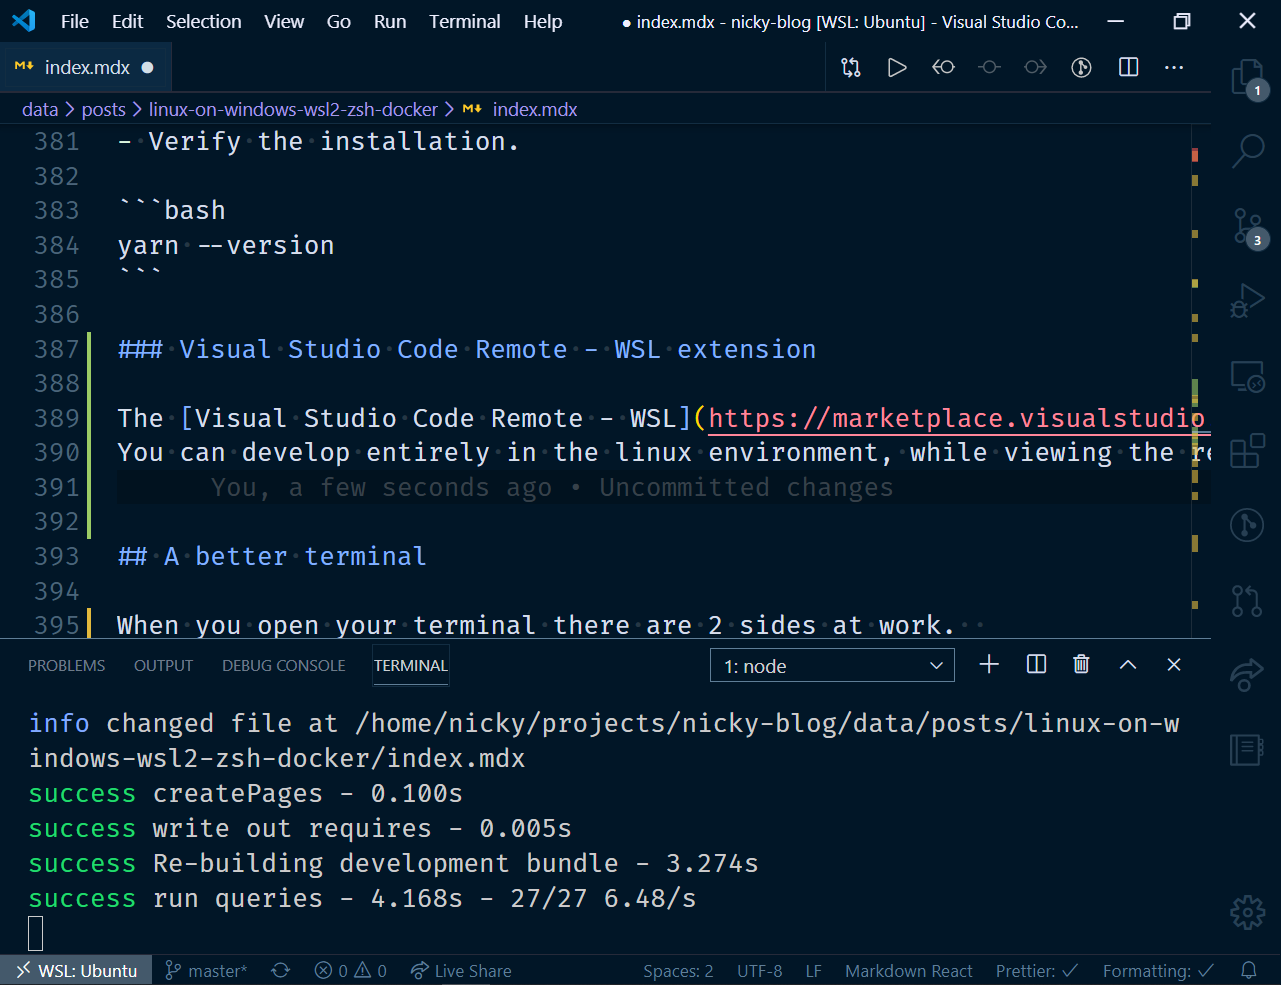 File Edit Selection View Go Run Terminal Help ● index.mdx - nicky-blog [WSL: Ubuntu] - Visual Studio Co...
index.mdx ●
data > posts > linux-on-windows-wsl2-zsh-docker > index.mdx
1
3
381 - Verify the installation.
382
383 ```bash
384 yarn --version
385 ```
386
387 ### Visual Studio Code Remote - WSL extension
388
389 The [Visual Studio Code Remote - WSL](https://marketplace.visualstudio
390 You can develop entirely in the linux environment, while viewing the re
391 You, a few seconds ago • Uncommitted changes
392
393 ## A better terminal
394
395 When you open your terminal there are 2 sides at work.
PROBLEMS OUTPUT DEBUG CONSOLE TERMINAL 1: node
info changed file at /home/nicky/projects/nicky-blog/data/posts/linux-on-w
indows-wsl2-zsh-docker/index.mdx
success createPages - 0.100s
success write out requires - 0.005s
success Re-building development bundle - 3.274s
success run queries - 4.168s - 27/27 6.48/s
WSL: Ubuntu master* 0 0 Live Share Spaces: 2 UTF-8 LF Markdown React Prettier: ✓ Formatting: ✓